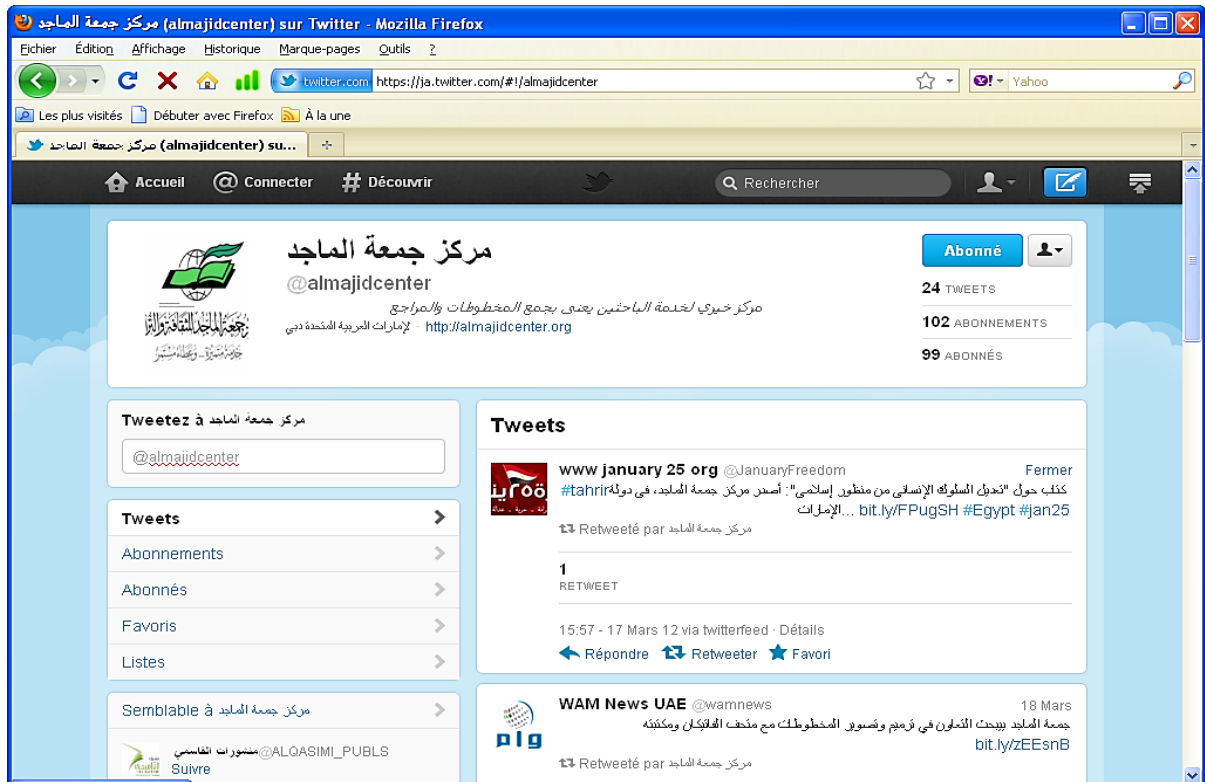 مركز جمعة الماجد (almajidcenter) sur Twitter - Mozilla Firefox
Eichier Édition Affichage Historique Marque-pages Outils ?
twitter.com https://ja.twitter.com/#!/almajidcenter
Yahoo
Les plus visités Débuter avec Firefox À la une
مركز جمعة الماجد (almajidcenter) su...
Accueil @ Connecter # Découvrir Rechercher
مركز جمعة الماجد
@almajidcenter
مركز خيري لخدمة الباحثين يعنى بجمع المخطوطات والمراجع
لإمارات العربية المتحدة دبي · http://almajidcenter.org
Abonné
24 TWEETS
102 ABONNEMENTS
99 ABONNÉS
Tweetez à مركز جمعة الماجد
@almajidcenter
Tweets
Abonnements
Abonnés
Favoris
Listes
Semblable à مركز جمعة الماجد
منشورات القاسمي @ALQASIMI_PUBLS
Suivre
Tweets
www january 25 org @JanuaryFreedom Fermer
#tahrir كتاب حول "تعديل السلوك الإنساني من منظور إسلامي": أصدر مركز جمعة الماجد، في دولة
الإمارات... bit.ly/FPugSH #Egypt #jan25
Retweeté par مركز جمعة الماجد
1
RETWEET
15:57 - 17 Mars 12 via twitterfeed · Détails
Répondre Retweeter Favori
WAM News UAE @wamnews 18 Mars
جمعة الماجد يبحث التعاون في ترميم وتصوير المخطوطات مع متحف الفاتيكان ومكتبته
bit.ly/zEEsnB
Retweeté par مركز جمعة الماجد
وام